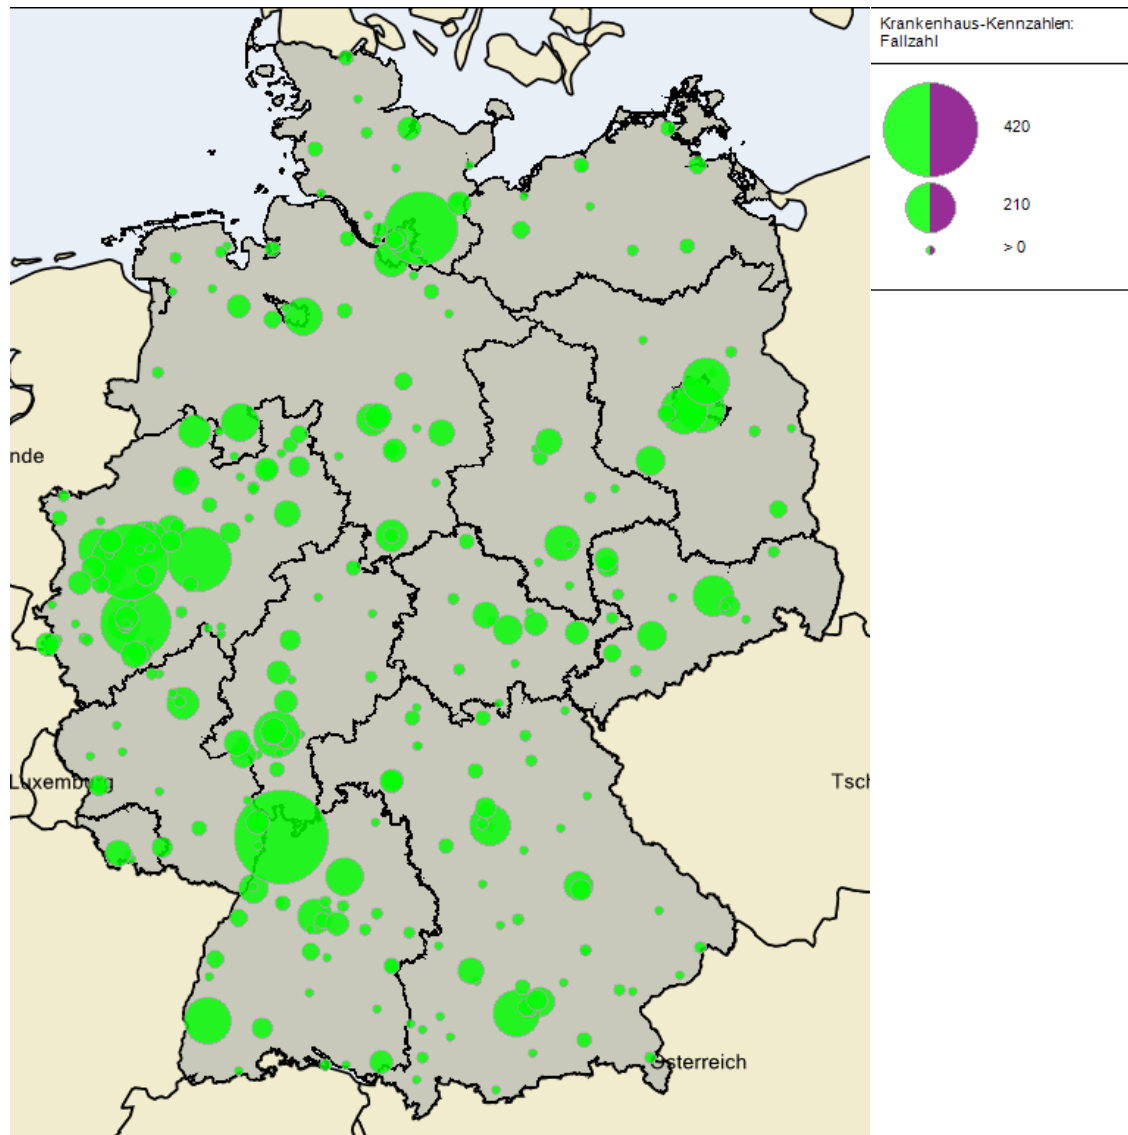 Krankenhaus-Kennzahlen:
Fallzahl
420
210
> 0
nde
Luxemburg
Tsch
Österreich